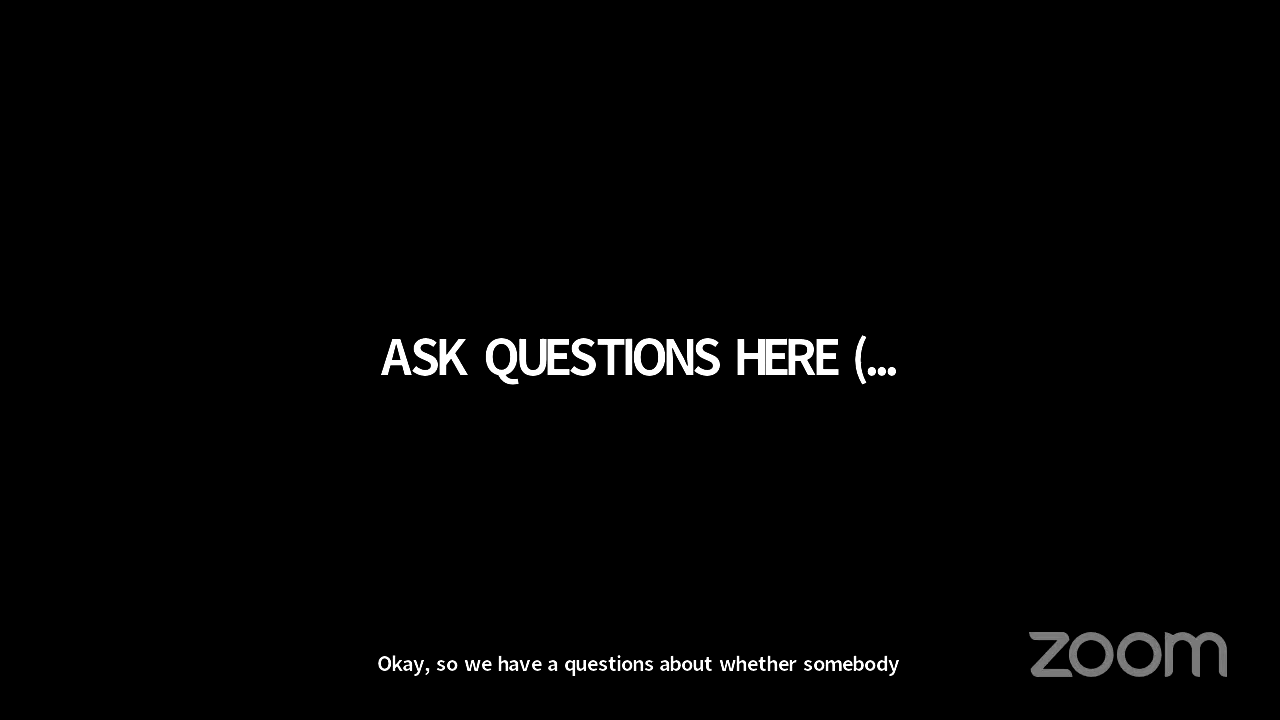 ASK QUESTIONS HERE (...
Okay, so we have a questions about whether somebody
zoom